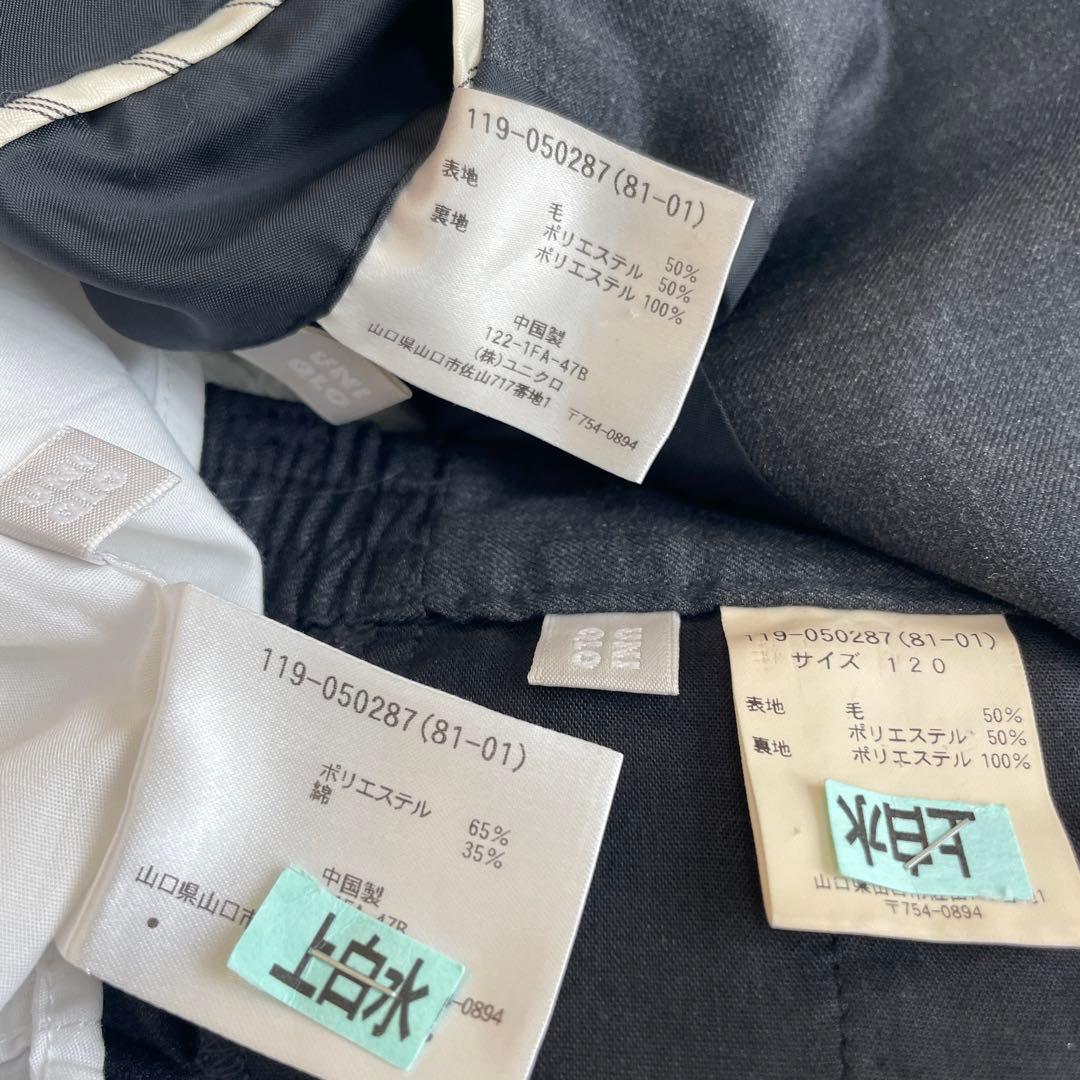 119-050287(81-01)
表地
毛 50%
ポリエステル 50%
裏地
ポリエステル 100%
中国製
122-1FA-47B
(株)ユニクロ
山口県山口市佐山717番地1
〒754-0894
UNI
QLO
UNI
QLO
UNI
QLO
119-050287(81-01)
サイズ 120
表地 毛 50%
ポリエステル 50%
裏地 ポリエステル 100%
上白水
〒754-0894
119-050287(81-01)
ポリエステル 65%
綿 35%
中国製
-47B
山口県山口市
-0894
上白水